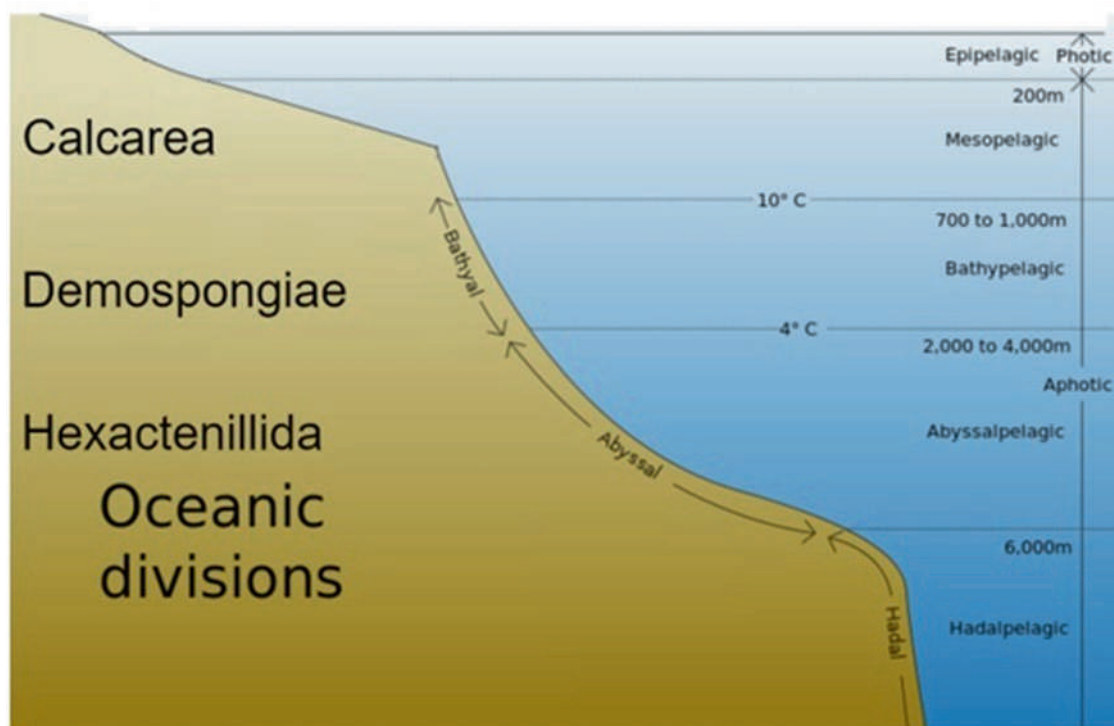 Epipelagic Photic
200m
Calcarea
Mesopelagic
10° C
700 to 1,000m
Bathyal
Bathypelagic
Demospongiae
4° C
2,000 to 4,000m
Aphotic
Hexactenillida
Abyssal
Abyssalpelagic
Oceanic
divisions
6,000m
Hadal
Hadalpelagic